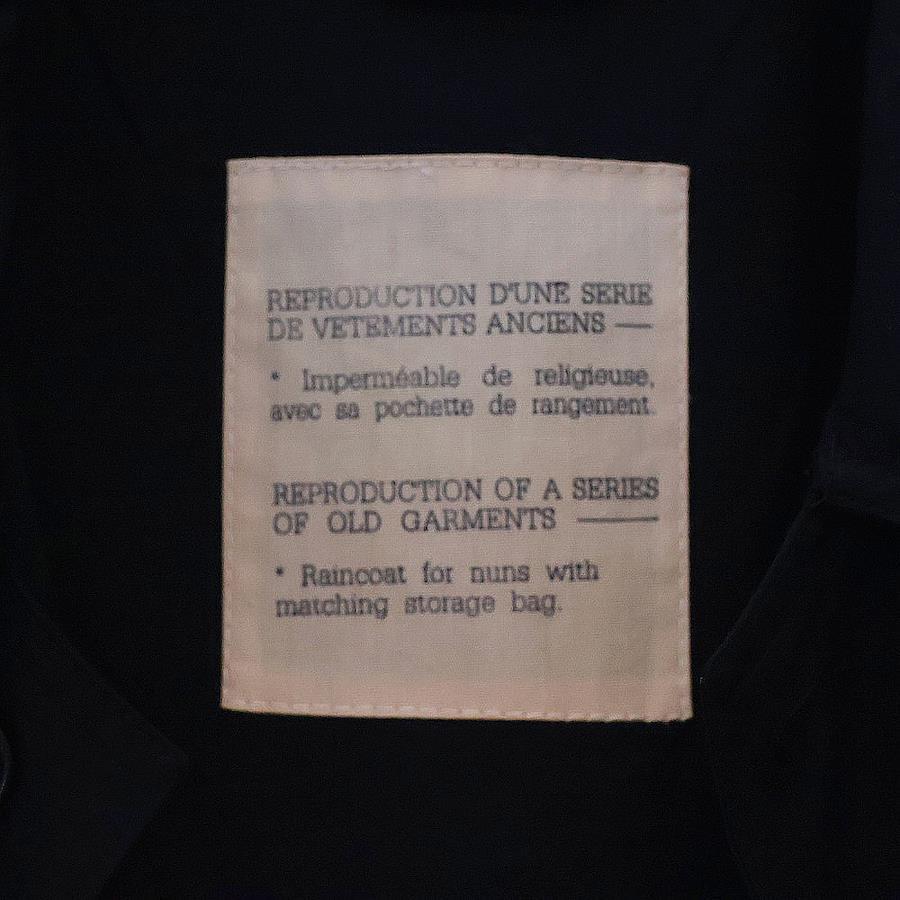 REPRODUCTION D'UNE SERIE
DE VETEMENTS ANCIENS —
* Imperméable de religieuse,
avec sa pochette de rangement.
REPRODUCTION OF A SERIES
OF OLD GARMENTS —
* Raincoat for nuns with
matching storage bag.